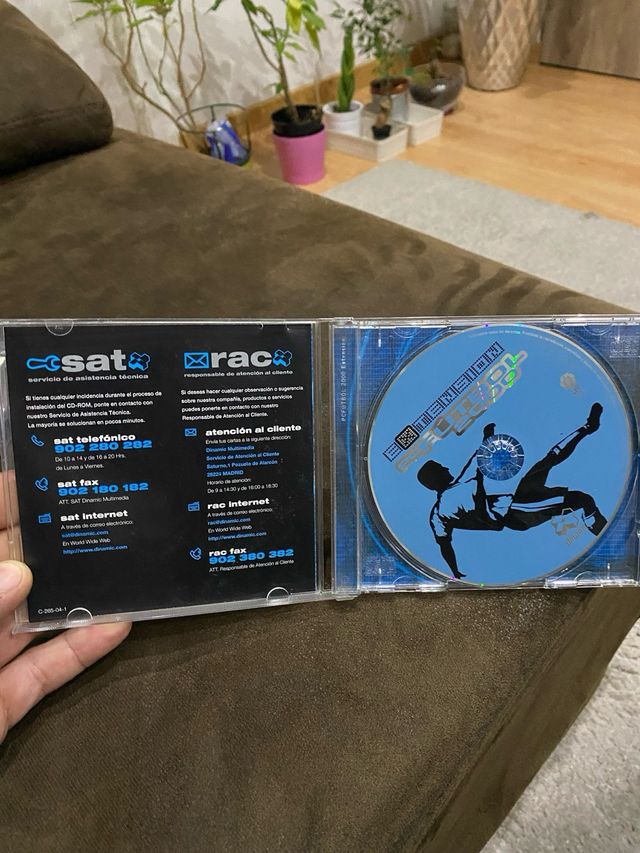 sat
servicio de asistencia técnica
Si tienes cualquier incidencia durante el proceso de
instalación del CD-ROM, ponte en contacto con
nuestro Servicio de Asistencia Técnica.
La mayoría se solucionan en pocos minutos.
sat telefónico
902 280 282
De 10 a 14 y de 16 a 20 Hrs.
de Lunes a Viernes.
sat fax
902 180 182
ATT. SAT Dinamic Multimedia
sat internet
A través de correo electrónico:
sat@dinamic.com
En World Wide Web
http://www.dinamic.com
C-265-04-1
rac
responsable de atención al cliente
Si deseas hacer cualquier observación o sugerencia
sobre nuestra compañía, productos o servicios
puedes ponerte en contacto con nuestro
Responsable de Atención al Cliente.
atención al cliente
Envía tus cartas a la siguiente dirección:
Dinamic Multimedia
Servicio de Atención al Cliente
Saturno,1 Pozuelo de Alarcón
28224 MADRID
Horario de atención:
De 9 a 14:30 y de 16:00 a 18:30
rac internet
A través de correo electrónico:
rac@dinamic.com
En World Wide Web
http://www.dinamic.com
rac fax
902 380 382
ATT. Responsable de Atención al Cliente
PCFUTBOL 2000 Extensión
EXTENSION
PCFUTBOL